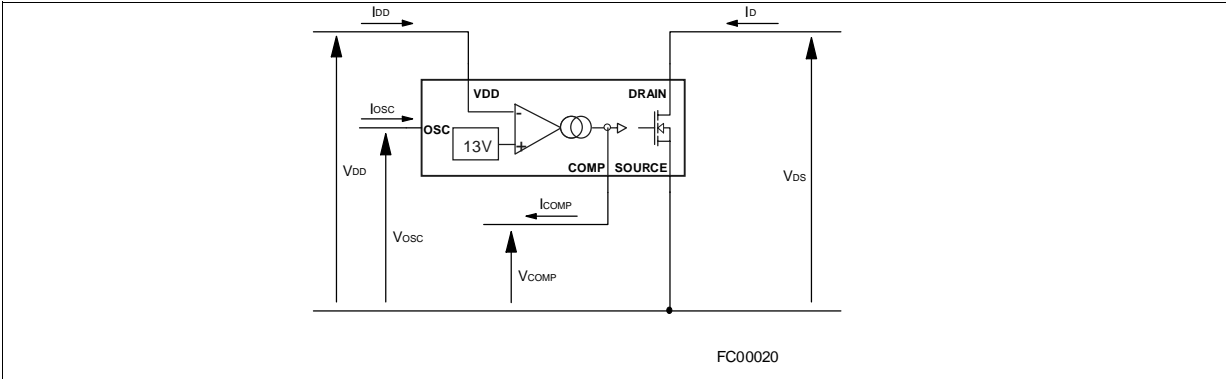 IDD
ID
VDD
DRAIN
IOSC
OSC
-
13V
+
COMP
SOURCE
VDD
VDS
ICOMP
VOSC
VCOMP
FC00020